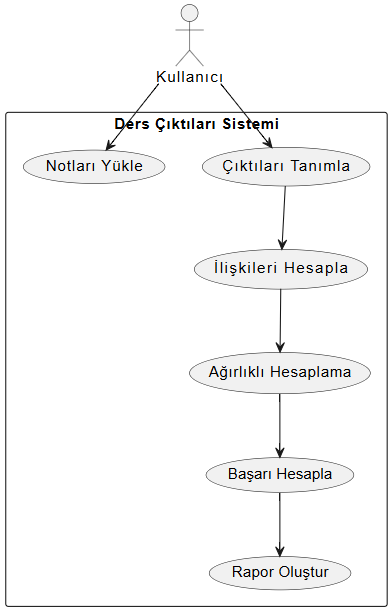 Kullanıcı
Ders Çıktıları Sistemi
Notları Yükle
Çıktıları Tanımla
İlişkileri Hesapla
Ağırlıklı Hesaplama
Başarı Hesapla
Rapor Oluştur